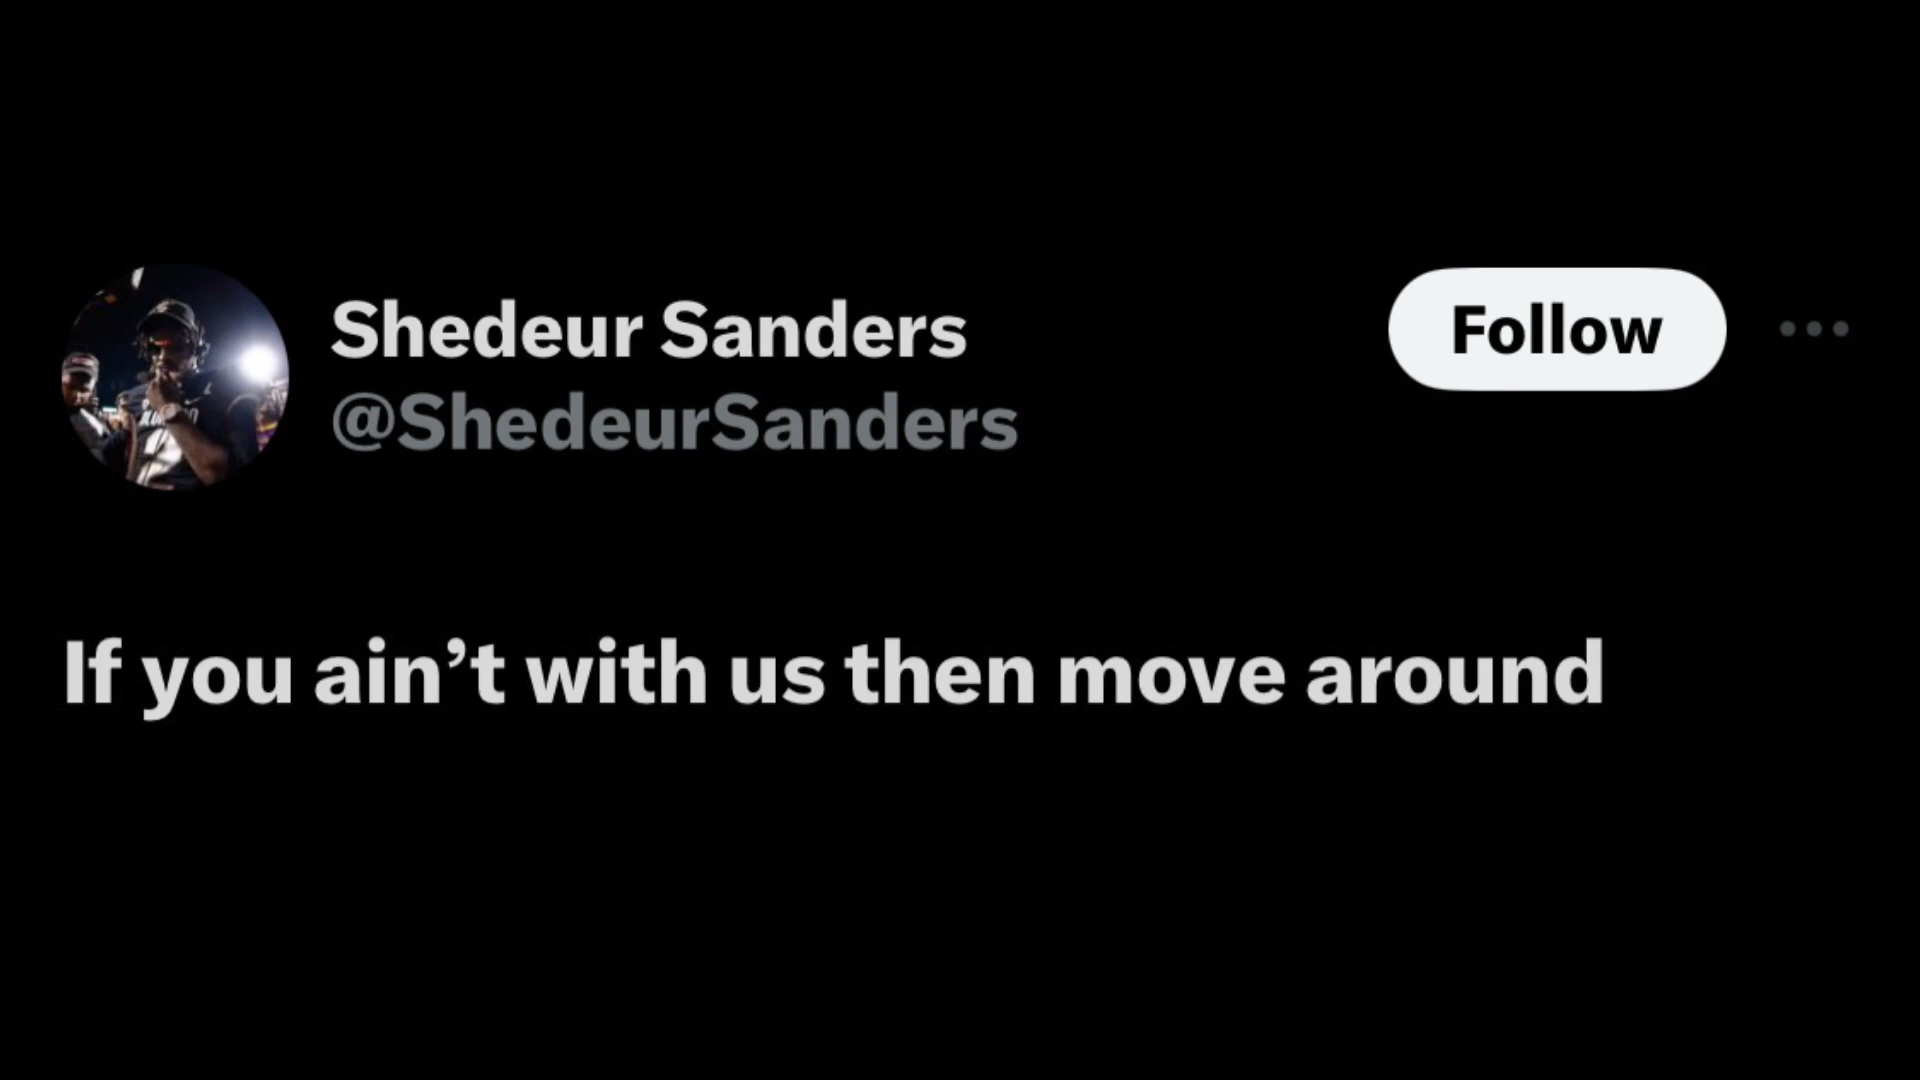 Shedeur Sanders
Follow
@ShedeurSanders
If you ain’t with us then move around